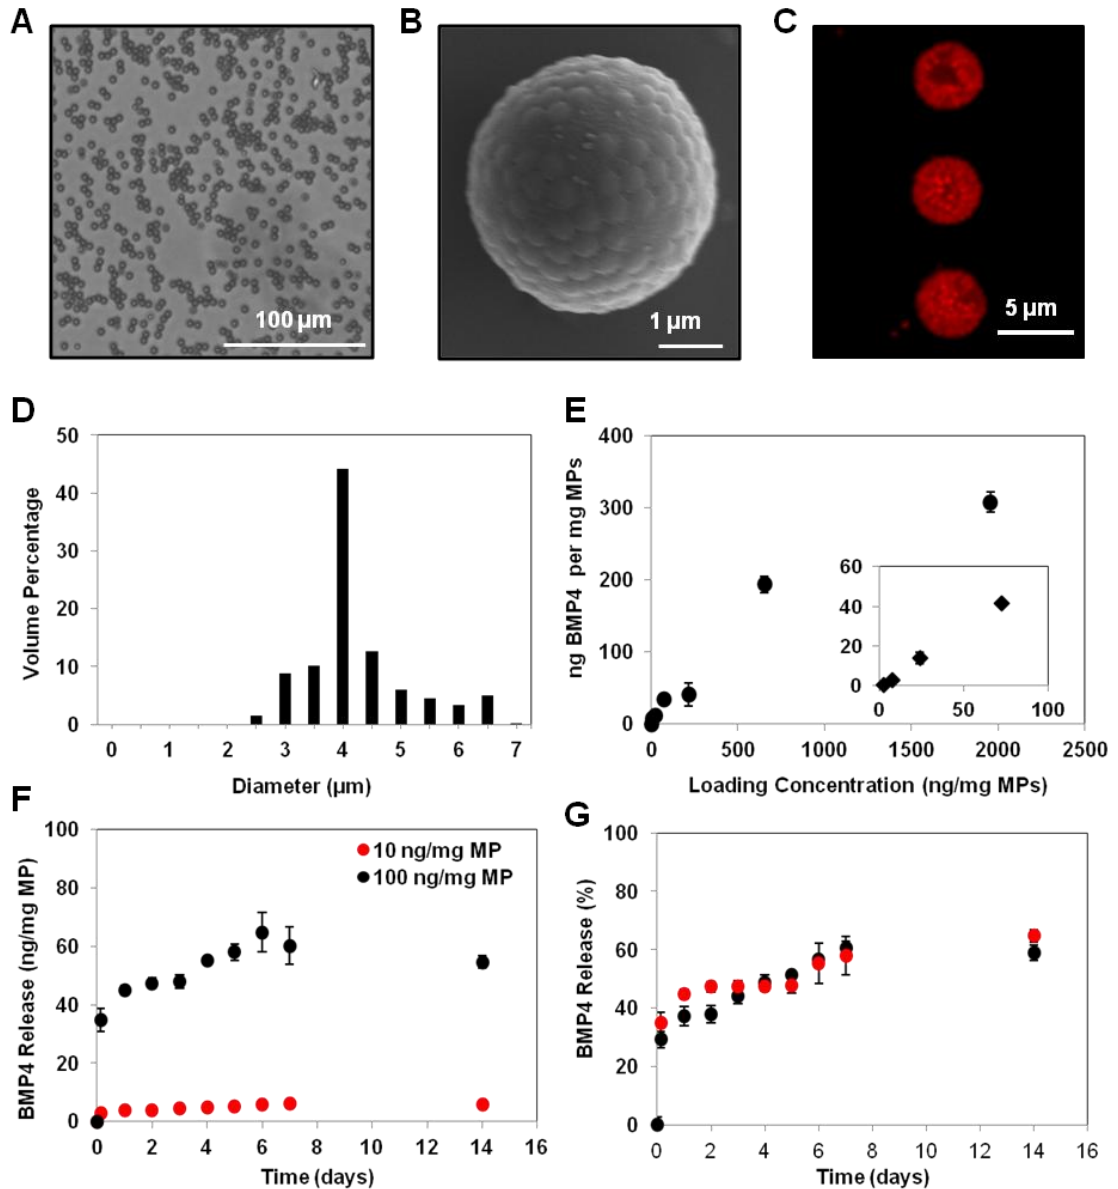 A
B
C
100 µm
1 µm
5 µm
D
E
50
40
30
20
10
0
Volume Percentage
0 1 2 3 4 5 6 7
Diameter (µm)
400
300
200
100
0
ng BMP4 per mg MPs
60
40
20
0
0 50 100
0 500 1000 1500 2000 2500
Loading Concentration (ng/mg MPs)
F
G
100
80
60
40
20
0
BMP4 Release (ng/mg MP)
10 ng/mg MP
100 ng/mg MP
0 2 4 6 8 10 12 14 16
Time (days)
100
80
60
40
20
0
BMP4 Release (%)
0 2 4 6 8 10 12 14 16
Time (days)